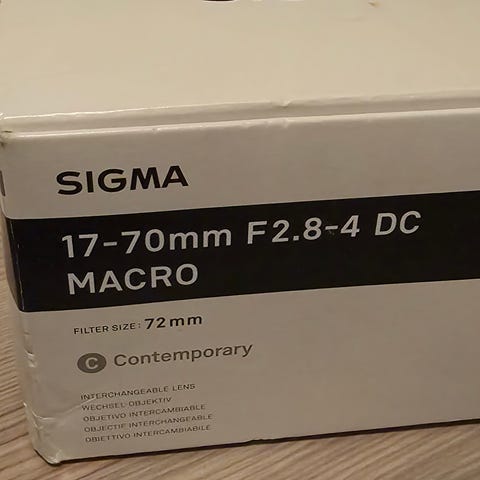 SIGMA
17-70mm F2.8-4 DC
MACRO
FILTER SIZE: 72mm
C Contemporary
INTERCHANGEABLE LENS
WECHSEL-OBJEKTIV
OBJETIVO INTERCAMBIABLE
OBJECTIF INTERCHANGEABLE
OBIETTIVO INTERCAMBIABILE